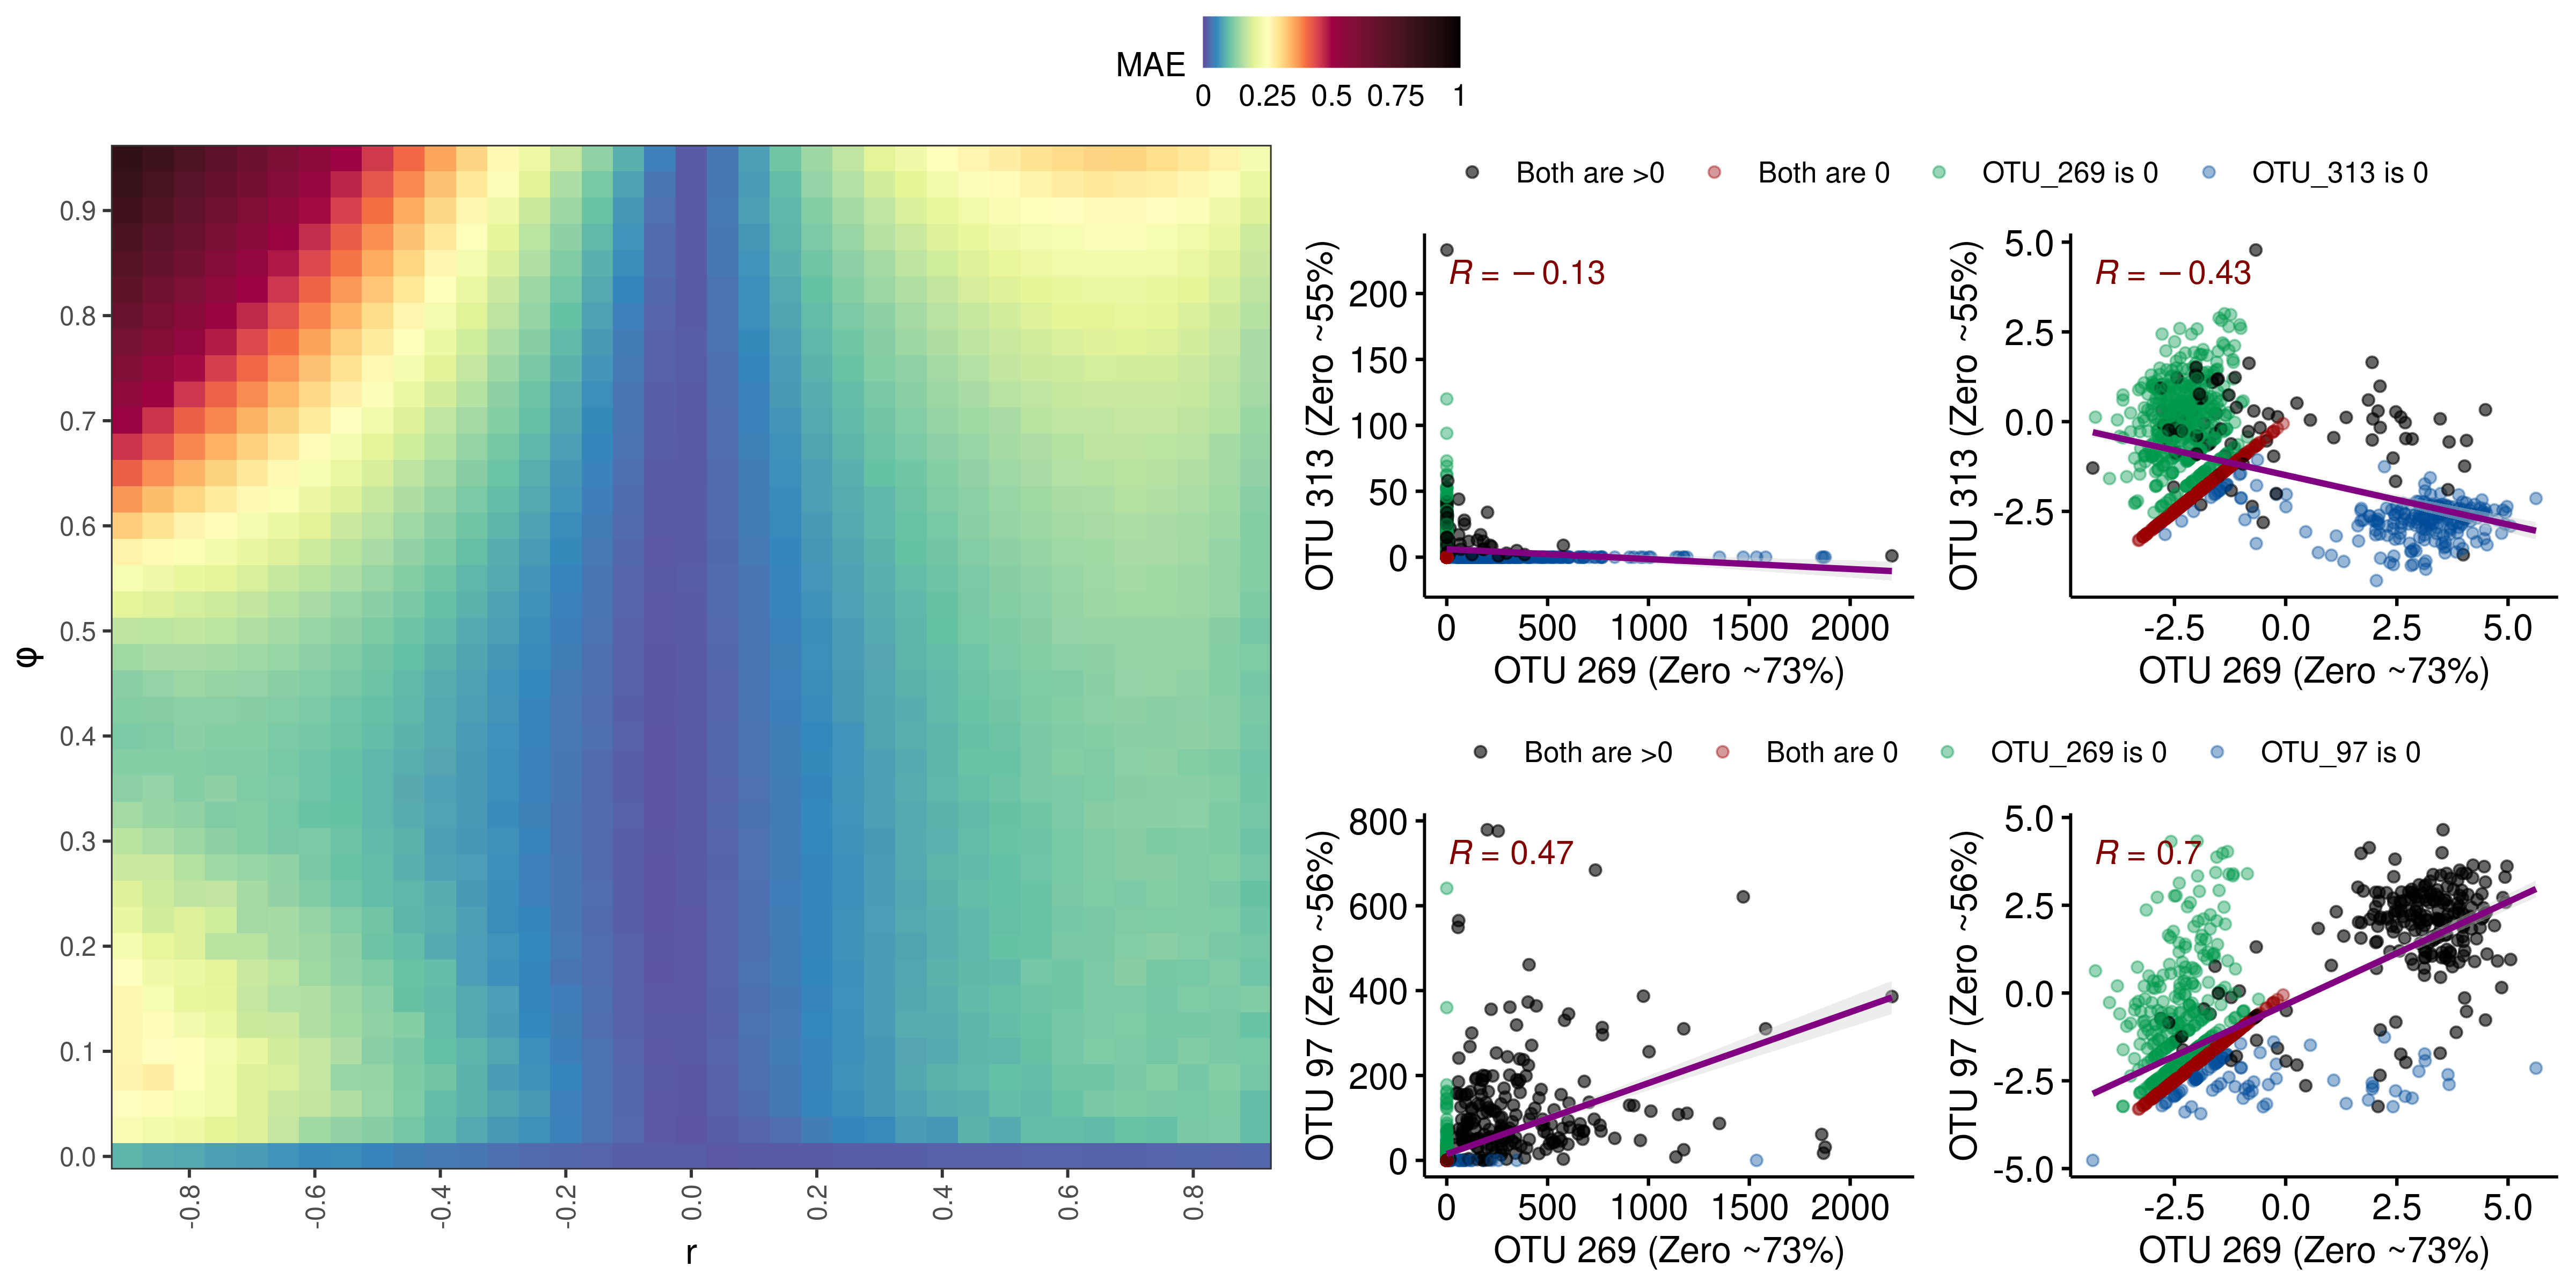 MAE
0 0.25 0.5 0.75 1
φ
0.9
0.8
0.7
0.6
0.5
0.4
0.3
0.2
0.1
0.0
-0.8 -0.6 -0.4 -0.2 0.0 0.2 0.4 0.6 0.8
r
Both are >0 Both are 0 OTU_269 is 0 OTU_313 is 0
OTU 313 (Zero ~55%)
200
150
100
50
0
R = −0.13
0 500 1000 1500 2000
OTU 269 (Zero ~73%)
OTU 313 (Zero ~55%)
5.0
2.5
0.0
-2.5
R = −0.43
-2.5 0.0 2.5 5.0
OTU 269 (Zero ~73%)
Both are >0 Both are 0 OTU_269 is 0 OTU_97 is 0
OTU 97 (Zero ~56%)
800
600
400
200
0
R = 0.47
0 500 1000 1500 2000
OTU 269 (Zero ~73%)
OTU 97 (Zero ~56%)
5.0
2.5
0.0
-2.5
-5.0
R = 0.7
-2.5 0.0 2.5 5.0
OTU 269 (Zero ~73%)